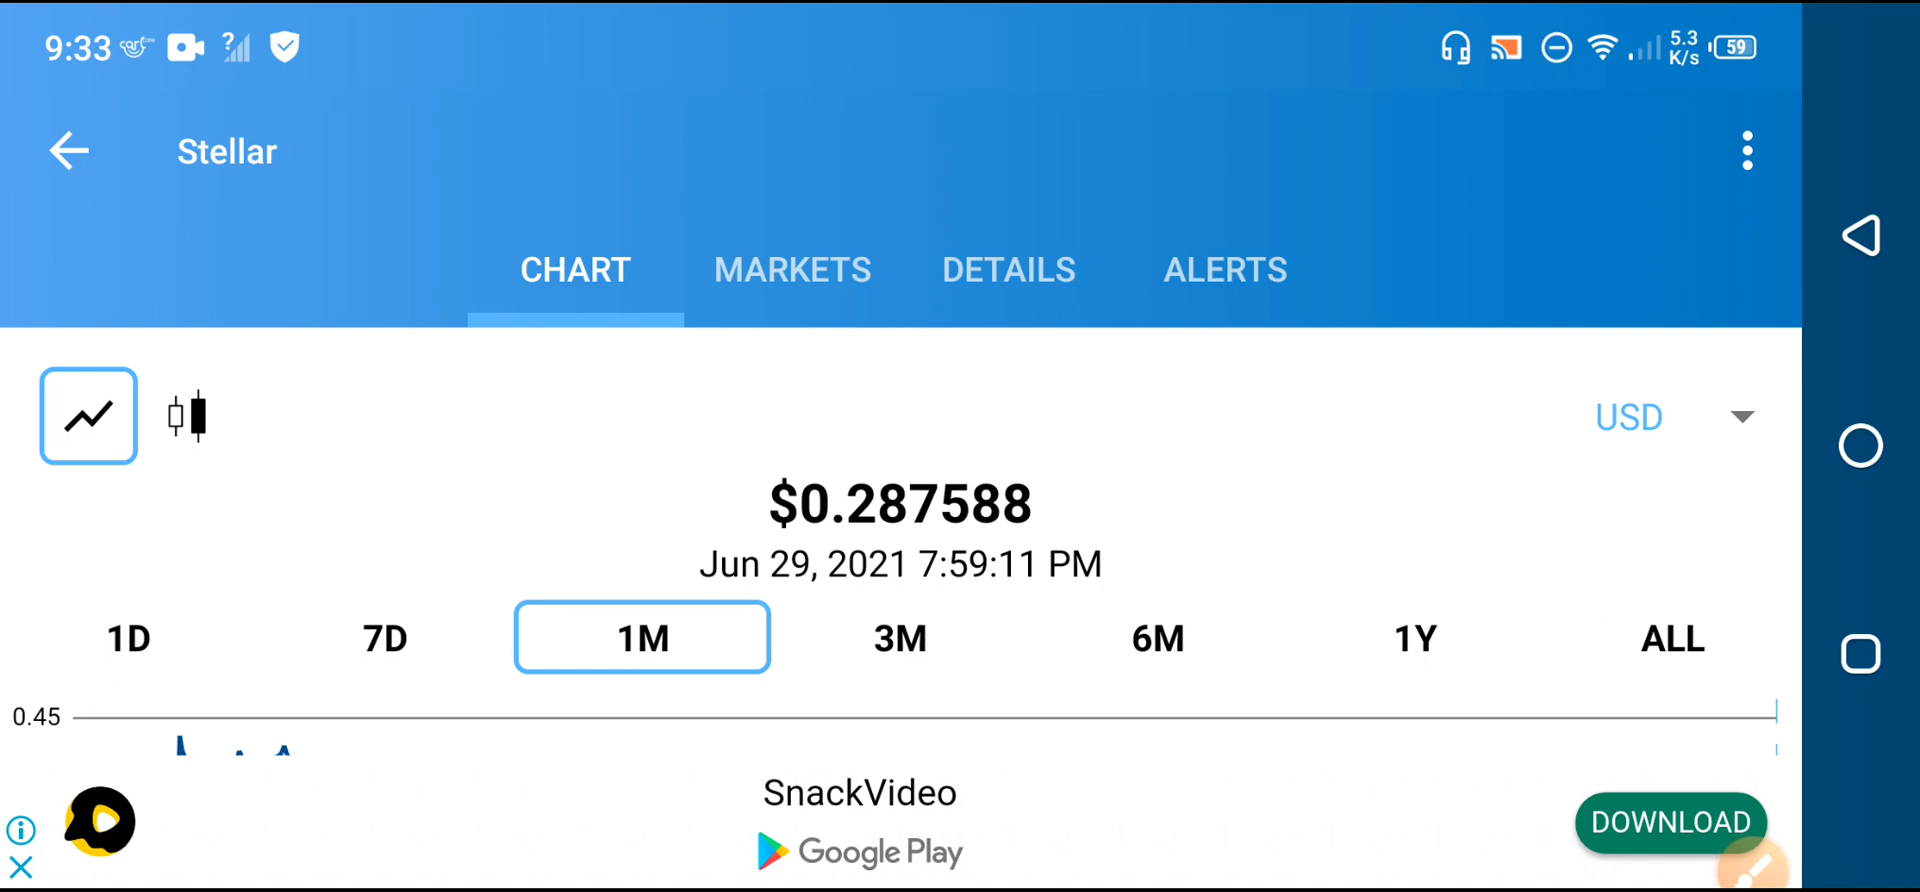 9:33 ? 5.3 K/s 59
Stellar
CHART MARKETS DETAILS ALERTS
USD
$0.287588
Jun 29, 2021 7:59:11 PM
1D 7D 1M 3M 6M 1Y ALL
0.45
SnackVideo
Google Play
DOWNLOAD